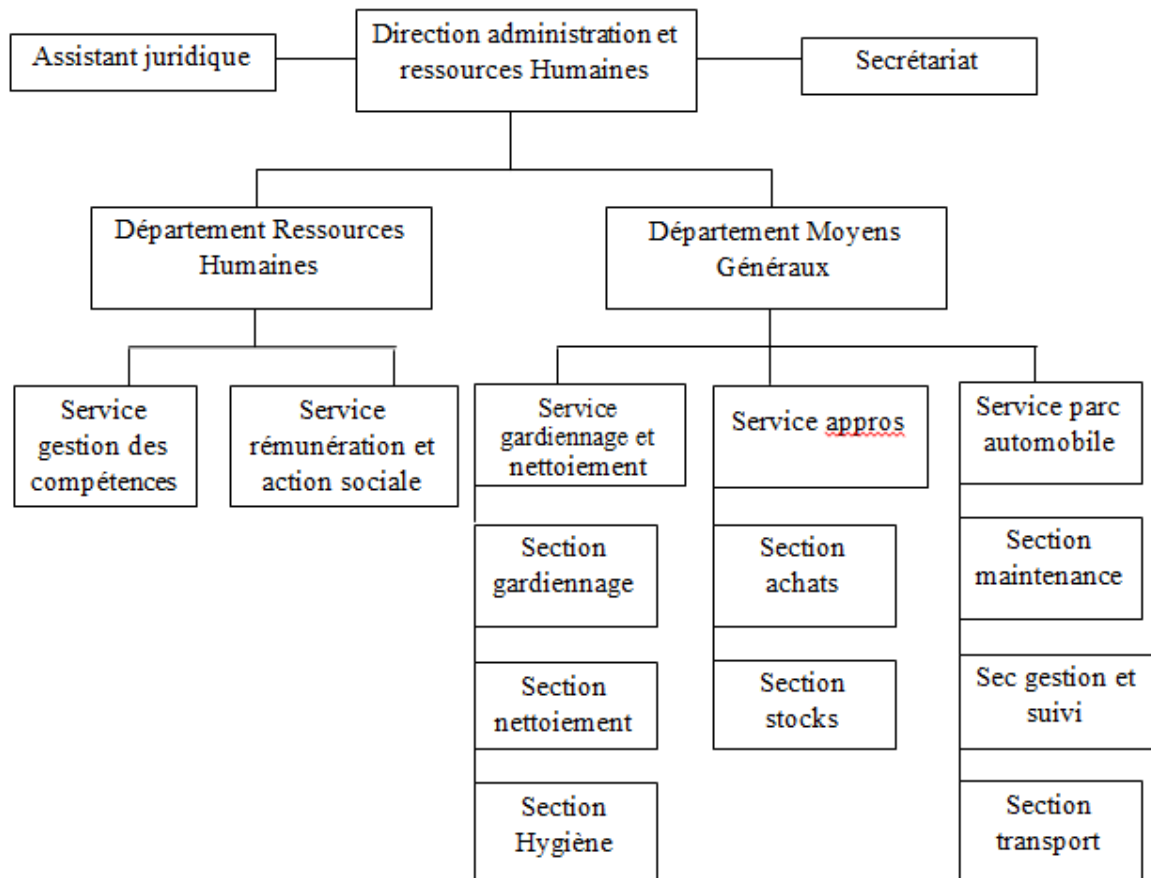 Assistant juridique
Direction administration et
ressources Humaines
Secrétariat
Département Ressources
Humaines
Département Moyens
Généraux
Service
gestion des
compétences
Service
rémunération et
action sociale
Service
gardiennage et
nettoiement
Service appros
Service parc
automobile
Section
gardiennage
Section
achats
Section
maintenance
Section
nettoiement
Section
stocks
Sec gestion et
suivi
Section
Hygiène
Section
transport